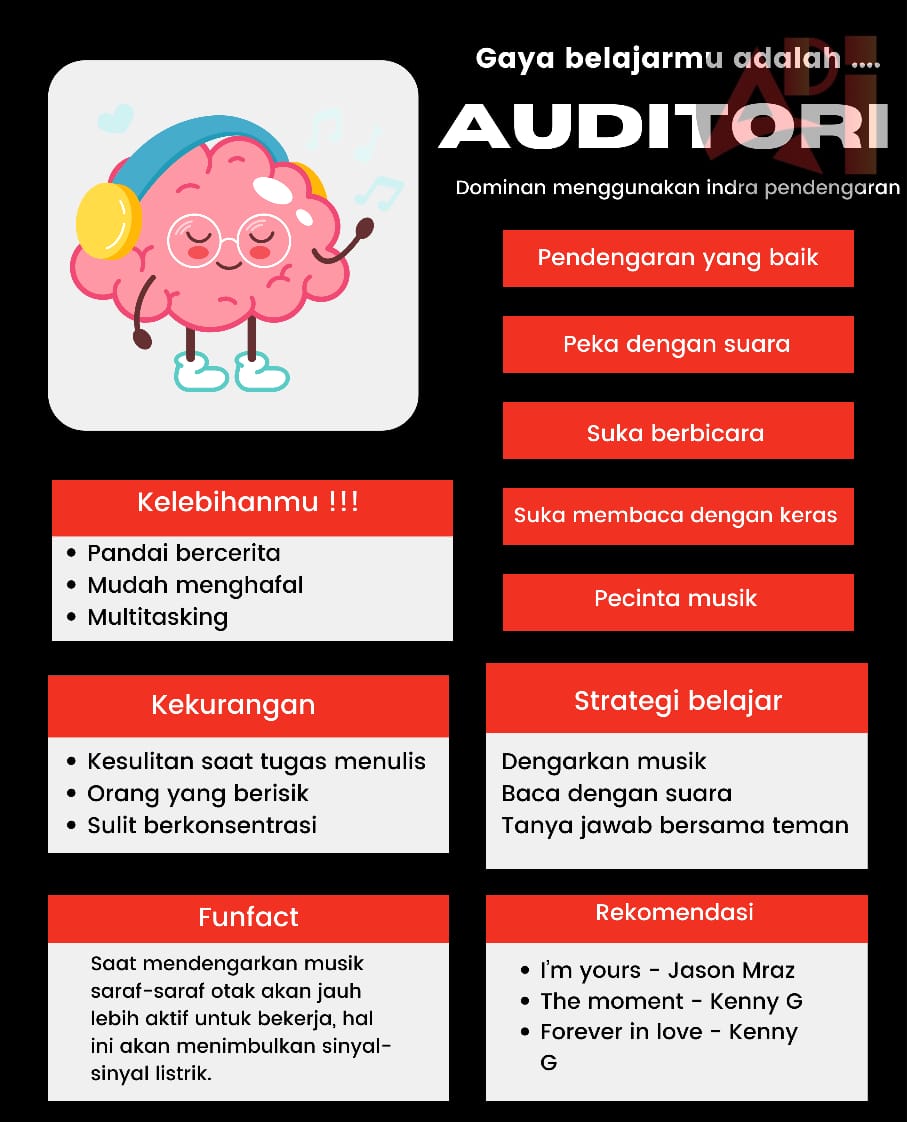 Gaya belajarmu adalah ....
AUDITORI
Dominan menggunakan indra pendengaran
Pendengaran yang baik
Peka dengan suara
Suka berbicara
Suka membaca dengan keras
Pecinta musik
Kelebihanmu !!!
• Pandai bercerita
• Mudah menghafal
• Multitasking
Kekurangan
• Kesulitan saat tugas menulis
• Orang yang berisik
• Sulit berkonsentrasi
Strategi belajar
Dengarkan musik
Baca dengan suara
Tanya jawab bersama teman
Funfact
Saat mendengarkan musik
saraf-saraf otak akan jauh
lebih aktif untuk bekerja, hal
ini akan menimbulkan sinyal-
sinyal listrik.
Rekomendasi
• I'm yours - Jason Mraz
• The moment - Kenny G
• Forever in love - Kenny
G